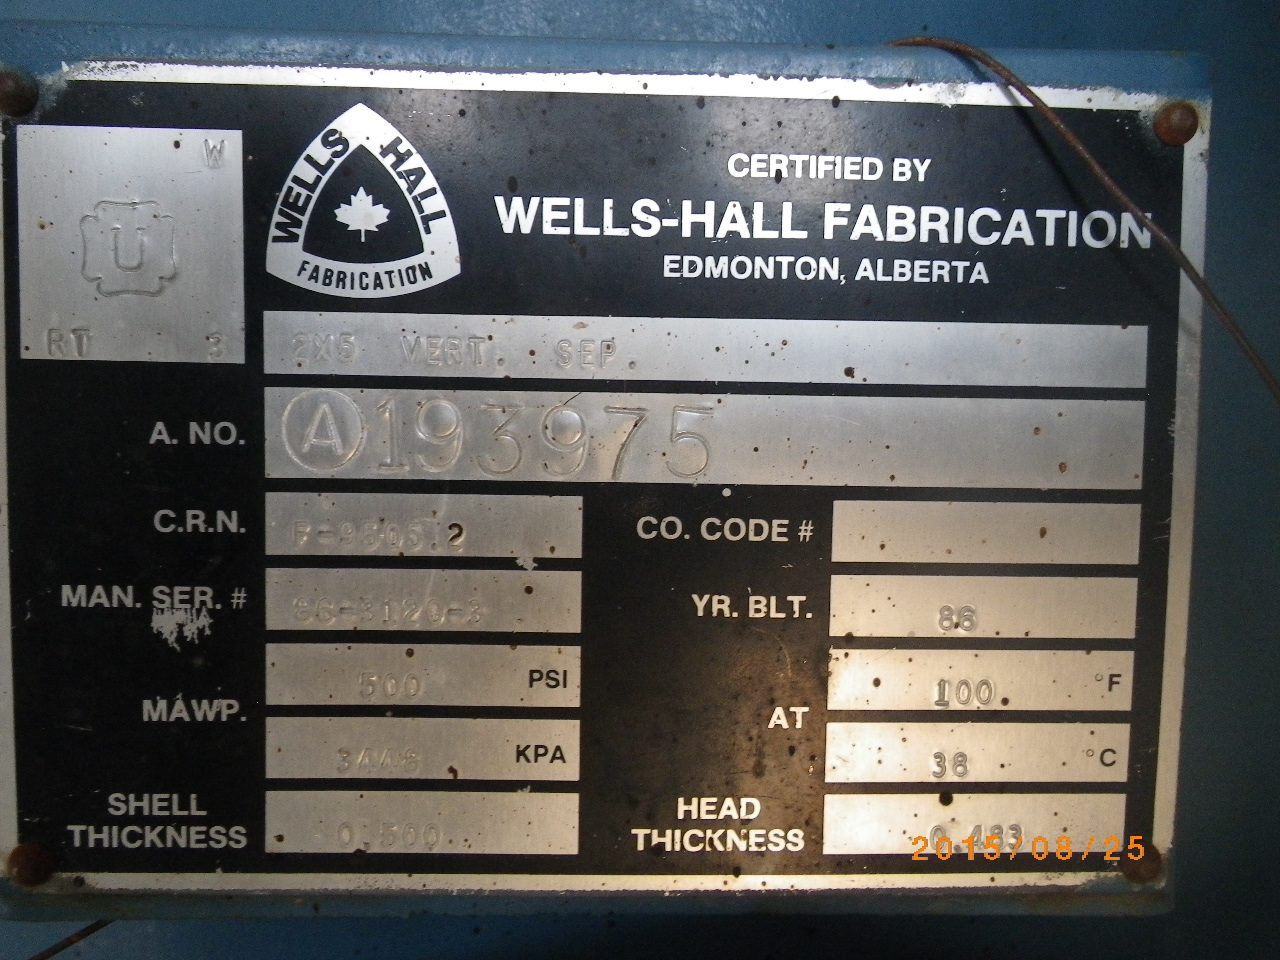 W
U
RT 3
WELLS HALL
FABRICATION
CERTIFIED BY
WELLS-HALL FABRICATION
EDMONTON, ALBERTA
2X5 VERT. SEP.
A. NO. A193975
C.R.N.
CO. CODE #
MAN. SER. #
YR. BLT. 86
MAWP. 500 PSI
KPA
AT 100 °F
38 °C
SHELL
THICKNESS 0.500
HEAD
THICKNESS
2015/08/25